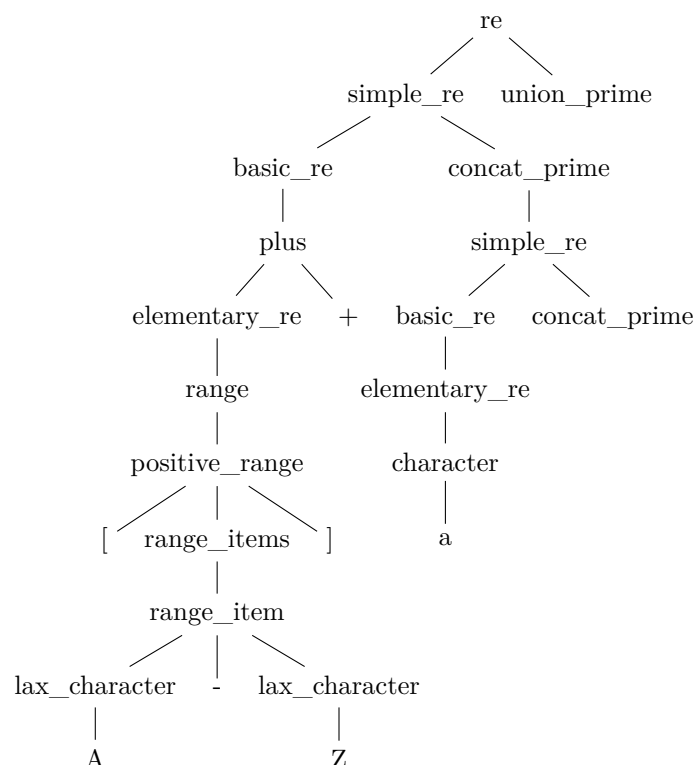 re
simple_re union_prime
basic_re concat_prime
plus simple_re
elementary_re + basic_re concat_prime
range elementary_re
positive_range character
[ range_items ] a
range_item
lax_character - lax_character
A Z